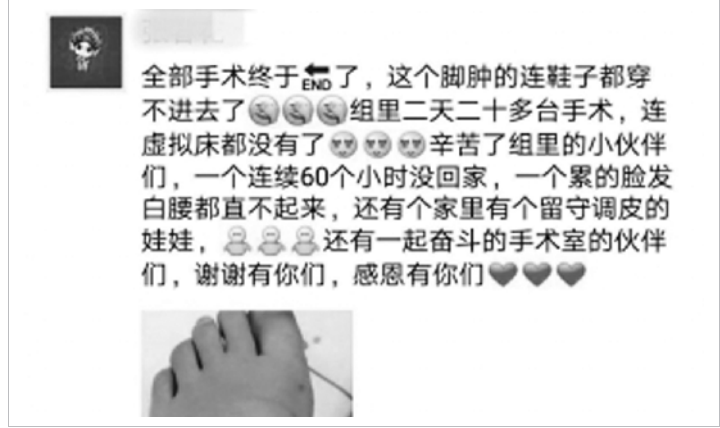 全部手术终于🔚了，这个脚肿的连鞋子都穿
不进去了组里二天二十多台手术，连
虚拟床都没有了😍😍😍辛苦了组里的小伙伴
们，一个连续60个小时没回家，一个累的脸发
白腰都直不起来，还有个家里有个留守调皮的
娃娃，还有一起奋斗的手术室的伙伴
们，谢谢有你们，感恩有你们❤❤❤